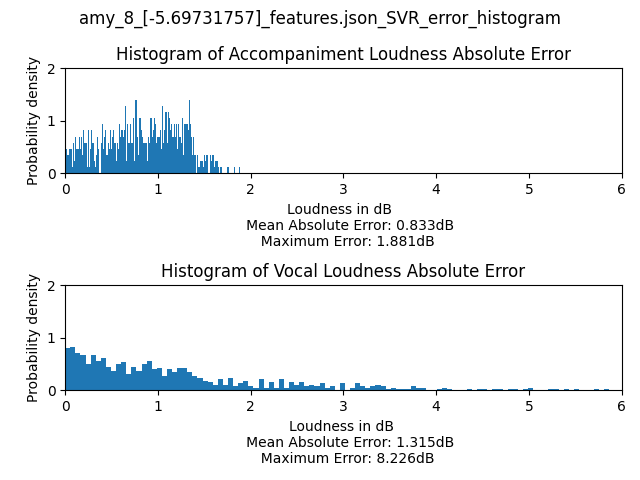 amy_8_[-5.69731757]_features.json_SVR_error_histogram
Histogram of Accompaniment Loudness Absolute Error
Probability density
2
1
0
0 1 2 3 4 5 6
Loudness in dB
Mean Absolute Error: 0.833dB
Maximum Error: 1.881dB
Histogram of Vocal Loudness Absolute Error
Probability density
2
1
0
0 1 2 3 4 5 6
Loudness in dB
Mean Absolute Error: 1.315dB
Maximum Error: 8.226dB